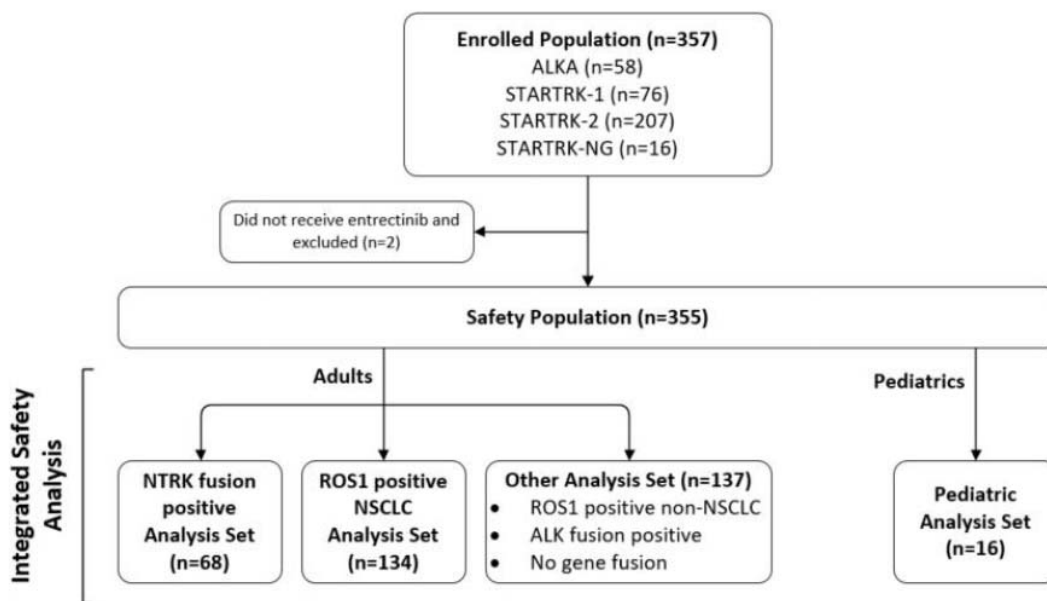 Enrolled Population (n=357)
ALKA (n=58)
STARTRK-1 (n=76)
STARTRK-2 (n=207)
STARTRK-NG (n=16)
Did not receive entrectinib and
excluded (n=2)
Safety Population (n=355)
Integrated Safety
Analysis
Adults
Pediatrics
NTRK fusion
positive
Analysis Set
(n=68)
ROS1 positive
NSCLC
Analysis Set
(n=134)
Other Analysis Set (n=137)
• ROS1 positive non-NSCLC
• ALK fusion positive
• No gene fusion
Pediatric
Analysis Set
(n=16)